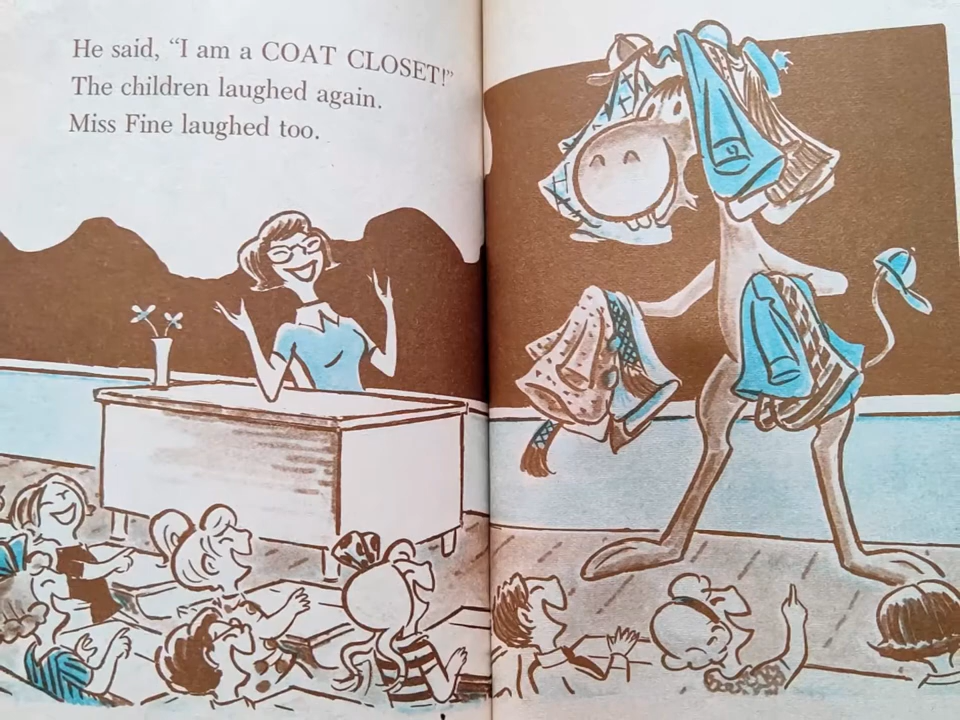 He said, “I am a COAT CLOSET!”
The children laughed again.
Miss Fine laughed too.